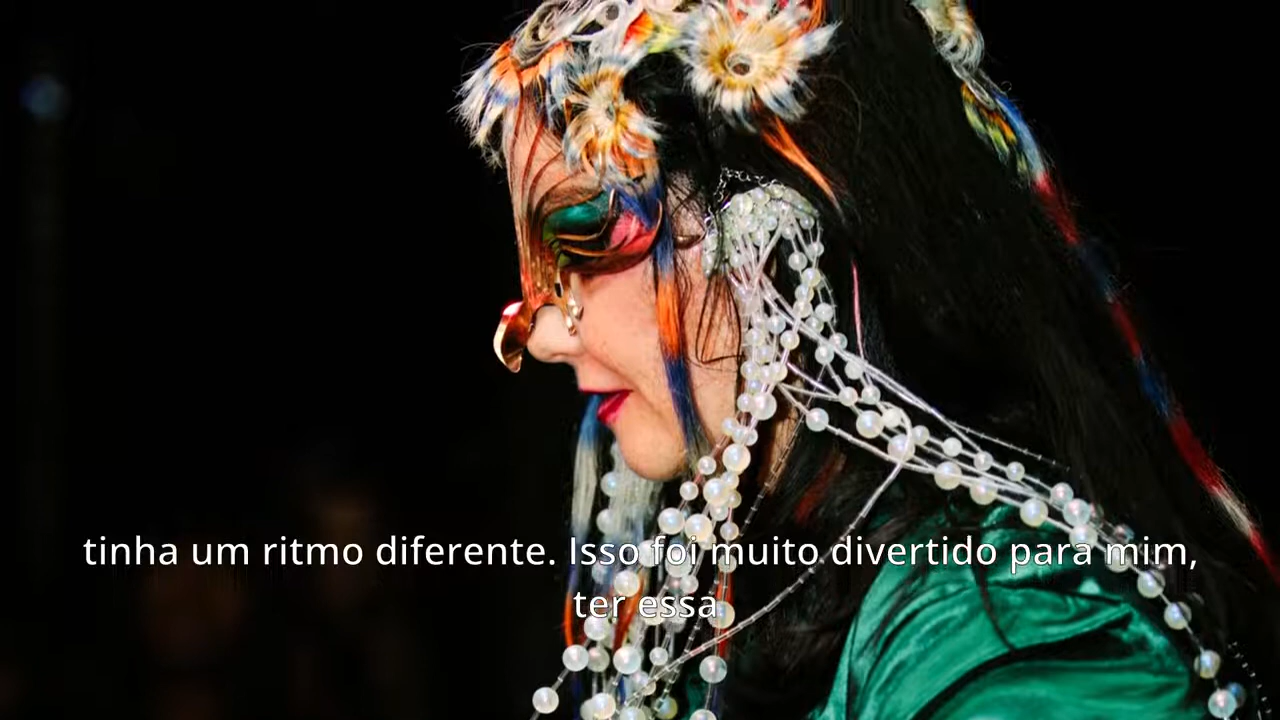 tinha um ritmo diferente. Isso foi muito divertido para mim,
ter essa